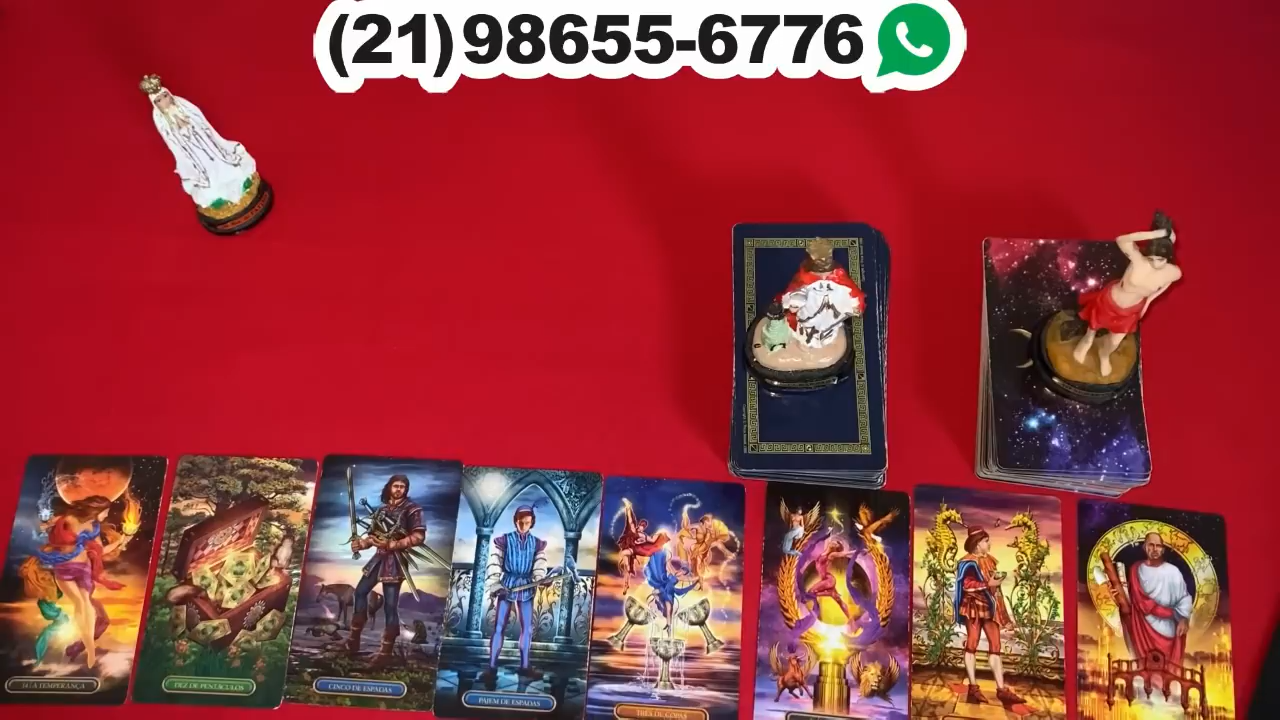 (21)98655-6776
14 A TEMPERANÇA
DEZ DE PENTÁCULOS
CINCO DE ESPADAS
PAJEM DE ESPADAS
TRÊS DE COPAS